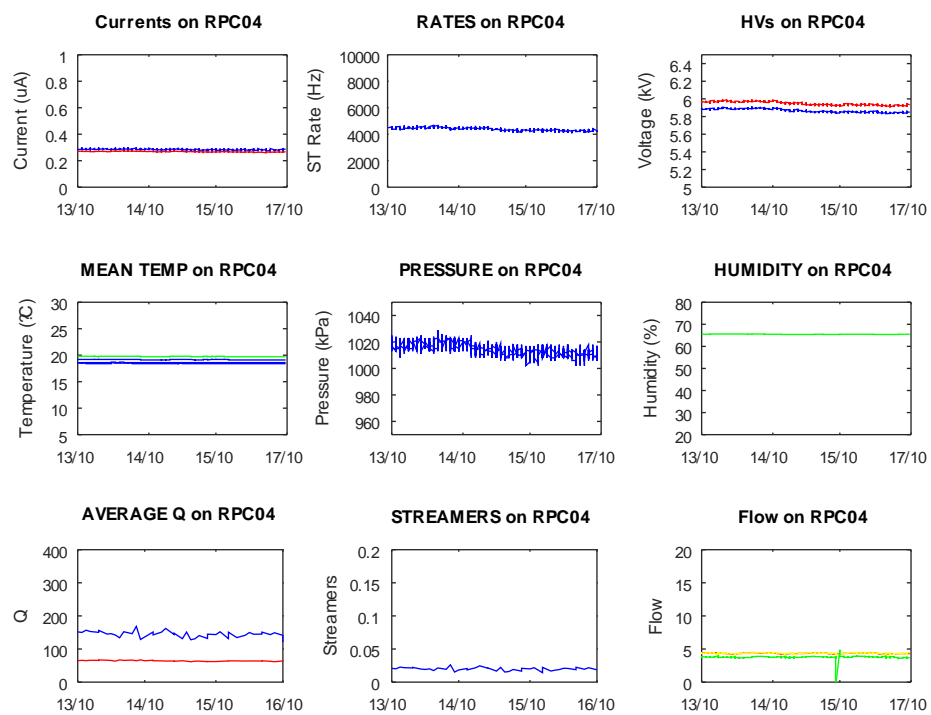 Currents on RPC04
RATES on RPC04
HVs on RPC04
Current (uA)
1
0.8
0.6
0.4
0.2
0
13/10 14/10 15/10 17/10
ST Rate (Hz)
10000
8000
6000
4000
2000
0
13/10 14/10 15/10 17/10
Voltage (kV)
6.4
6.2
6
5.8
5.6
5.4
5.2
5
13/10 14/10 15/10 17/10
MEAN TEMP on RPC04
PRESSURE on RPC04
HUMIDITY on RPC04
Temperature (?C)
30
25
20
15
10
5
13/10 14/10 15/10 17/10
Pressure (kPa)
1040
1020
1000
980
960
13/10 14/10 15/10 17/10
Humidity (%)
80
70
60
50
40
30
20
13/10 14/10 15/10 17/10
AVERAGE Q on RPC04
STREAMERS on RPC04
Flow on RPC04
Q
400
300
200
100
0
13/10 14/10 15/10 16/10
Streamers
0.2
0.15
0.1
0.05
0
13/10 14/10 15/10 16/10
Flow
20
15
10
5
0
13/10 14/10 15/10 17/10